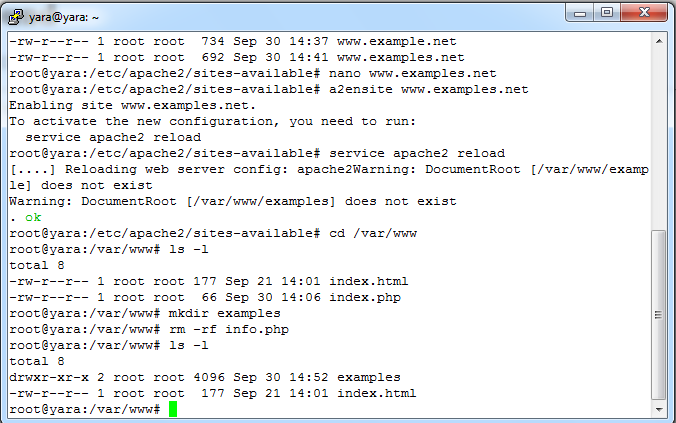 yara@yara: ~
-rw-r--r-- 1 root root  734 Sep 30 14:37 www.example.net
-rw-r--r-- 1 root root  692 Sep 30 14:41 www.examples.net
root@yara:/etc/apache2/sites-available# nano www.examples.net
root@yara:/etc/apache2/sites-available# a2ensite www.examples.net
Enabling site www.examples.net.
To activate the new configuration, you need to run:
  service apache2 reload
root@yara:/etc/apache2/sites-available# service apache2 reload
[....] Reloading web server config: apache2Warning: DocumentRoot [/var/www/examp
le] does not exist
Warning: DocumentRoot [/var/www/examples] does not exist
. ok
root@yara:/etc/apache2/sites-available# cd /var/www
root@yara:/var/www# ls -l
total 8
-rw-r--r-- 1 root root 177 Sep 21 14:01 index.html
-rw-r--r-- 1 root root  66 Sep 30 14:06 index.php
root@yara:/var/www# mkdir examples
root@yara:/var/www# rm -rf info.php
root@yara:/var/www# ls -l
total 8
drwxr-xr-x 2 root root 4096 Sep 30 14:52 examples
-rw-r--r-- 1 root root  177 Sep 21 14:01 index.html
root@yara:/var/www#